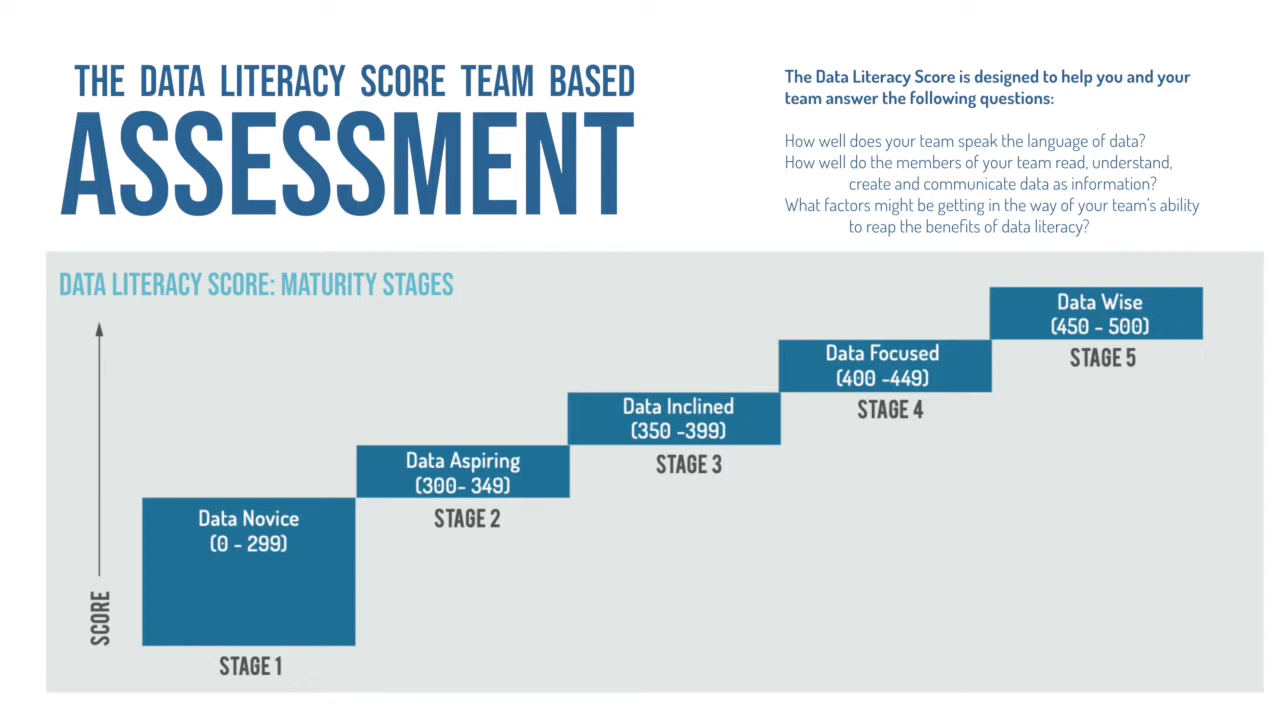 THE DATA LITERACY SCORE TEAM BASED
ASSESSMENT
The Data Literacy Score is designed to help you and your
team answer the following questions:
How well does your team speak the language of data?
How well do the members of your team read, understand,
create and communicate data as information?
What factors might be getting in the way of your team's ability
to reap the benefits of data literacy?
DATA LITERACY SCORE: MATURITY STAGES
SCORE
Data Novice
(0 - 299)
STAGE 1
Data Aspiring
(300- 349)
STAGE 2
Data Inclined
(350 -399)
STAGE 3
Data Focused
(400 -449)
STAGE 4
Data Wise
(450 - 500)
STAGE 5